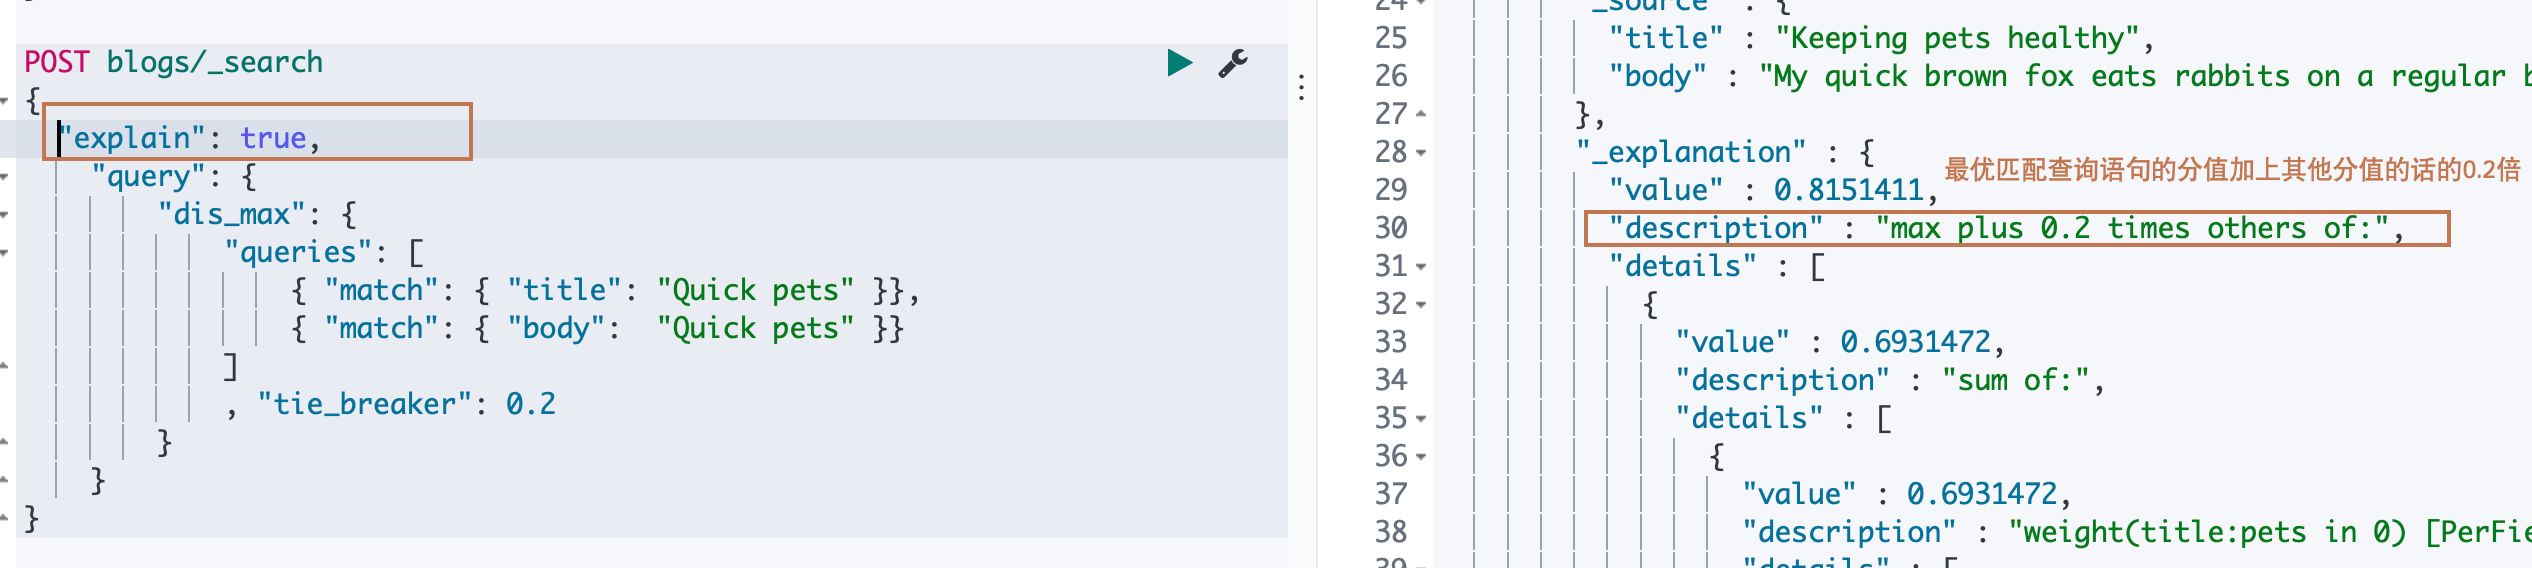 POST blogs/_search
{
"explain": true,
"query": {
"dis_max": {
"queries": [
{ "match": { "title": "Quick pets" }},
{ "match": { "body":  "Quick pets" }}
]
, "tie_breaker": 0.2
}
}
}
24 "_source" : {
25 "title" : "Keeping pets healthy",
26 "body" : "My quick brown fox eats rabbits on a regular b
27 },
28 "_explanation" : {
最优匹配查询语句的分值加上其他分值的话的0.2倍
29 "value" : 0.8151411,
30 "description" : "max plus 0.2 times others of:",
31 "details" : [
32 {
33 "value" : 0.6931472,
34 "description" : "sum of:",
35 "details" : [
36 {
37 "value" : 0.6931472,
38 "description" : "weight(title:pets in 0) [PerFie
39 "details" : [